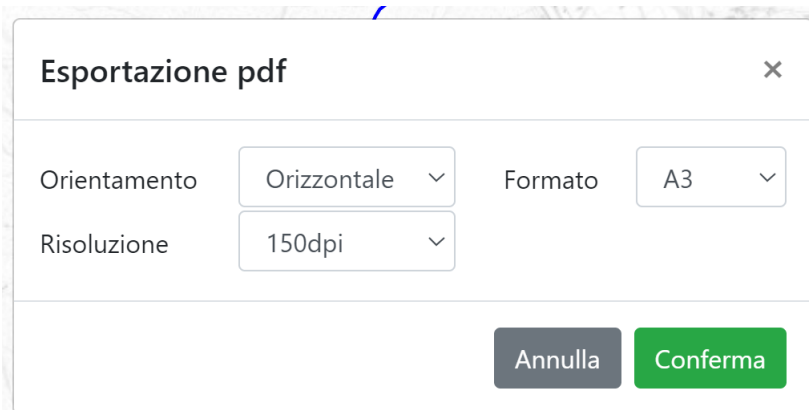 Esportazione pdf ×
Orientamento Orizzontale Formato A3
Risoluzione 150dpi
Annulla Conferma